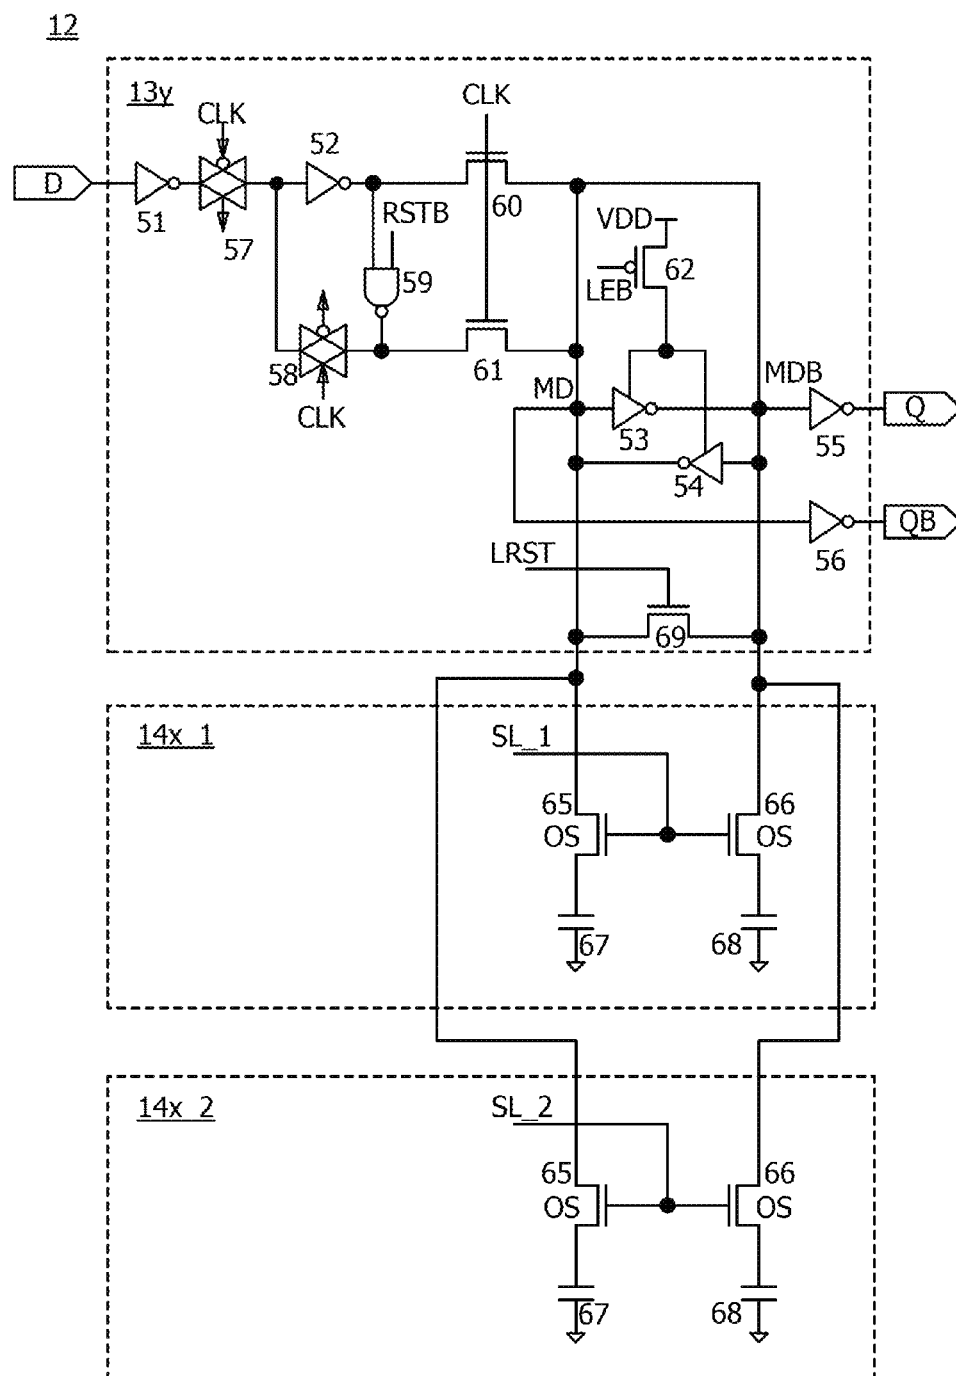 12
13y
CLK
CLK
52
D
51
57
RSTB
60
VDD
59
62
LEB
58
CLK
61
MD
MDB
53
55
Q
54
56
QB
LRST
69
14x_1
SL_1
65
OS
66
OS
67
68
14x_2
SL_2
65
OS
66
OS
67
68